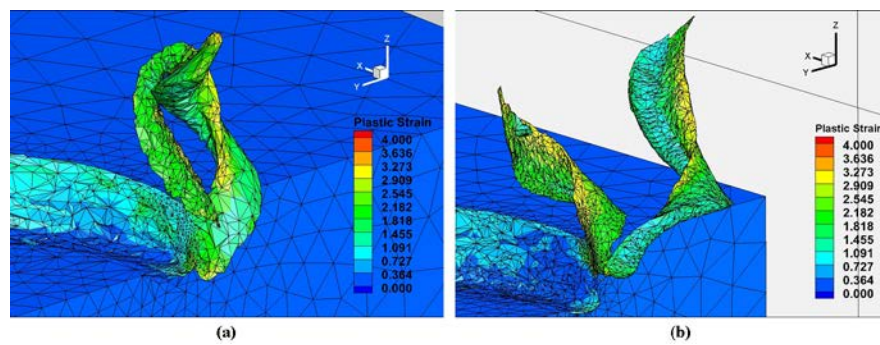 Z
X
Y
Plastic Strain
4.000
3.636
3.273
2.909
2.545
2.182
1.818
1.455
1.091
0.727
0.364
0.000
(a)
Z
X
Y
Plastic Strain
4.000
3.636
3.273
2.909
2.545
2.182
1.818
1.455
1.091
0.727
0.364
0.000
(b)